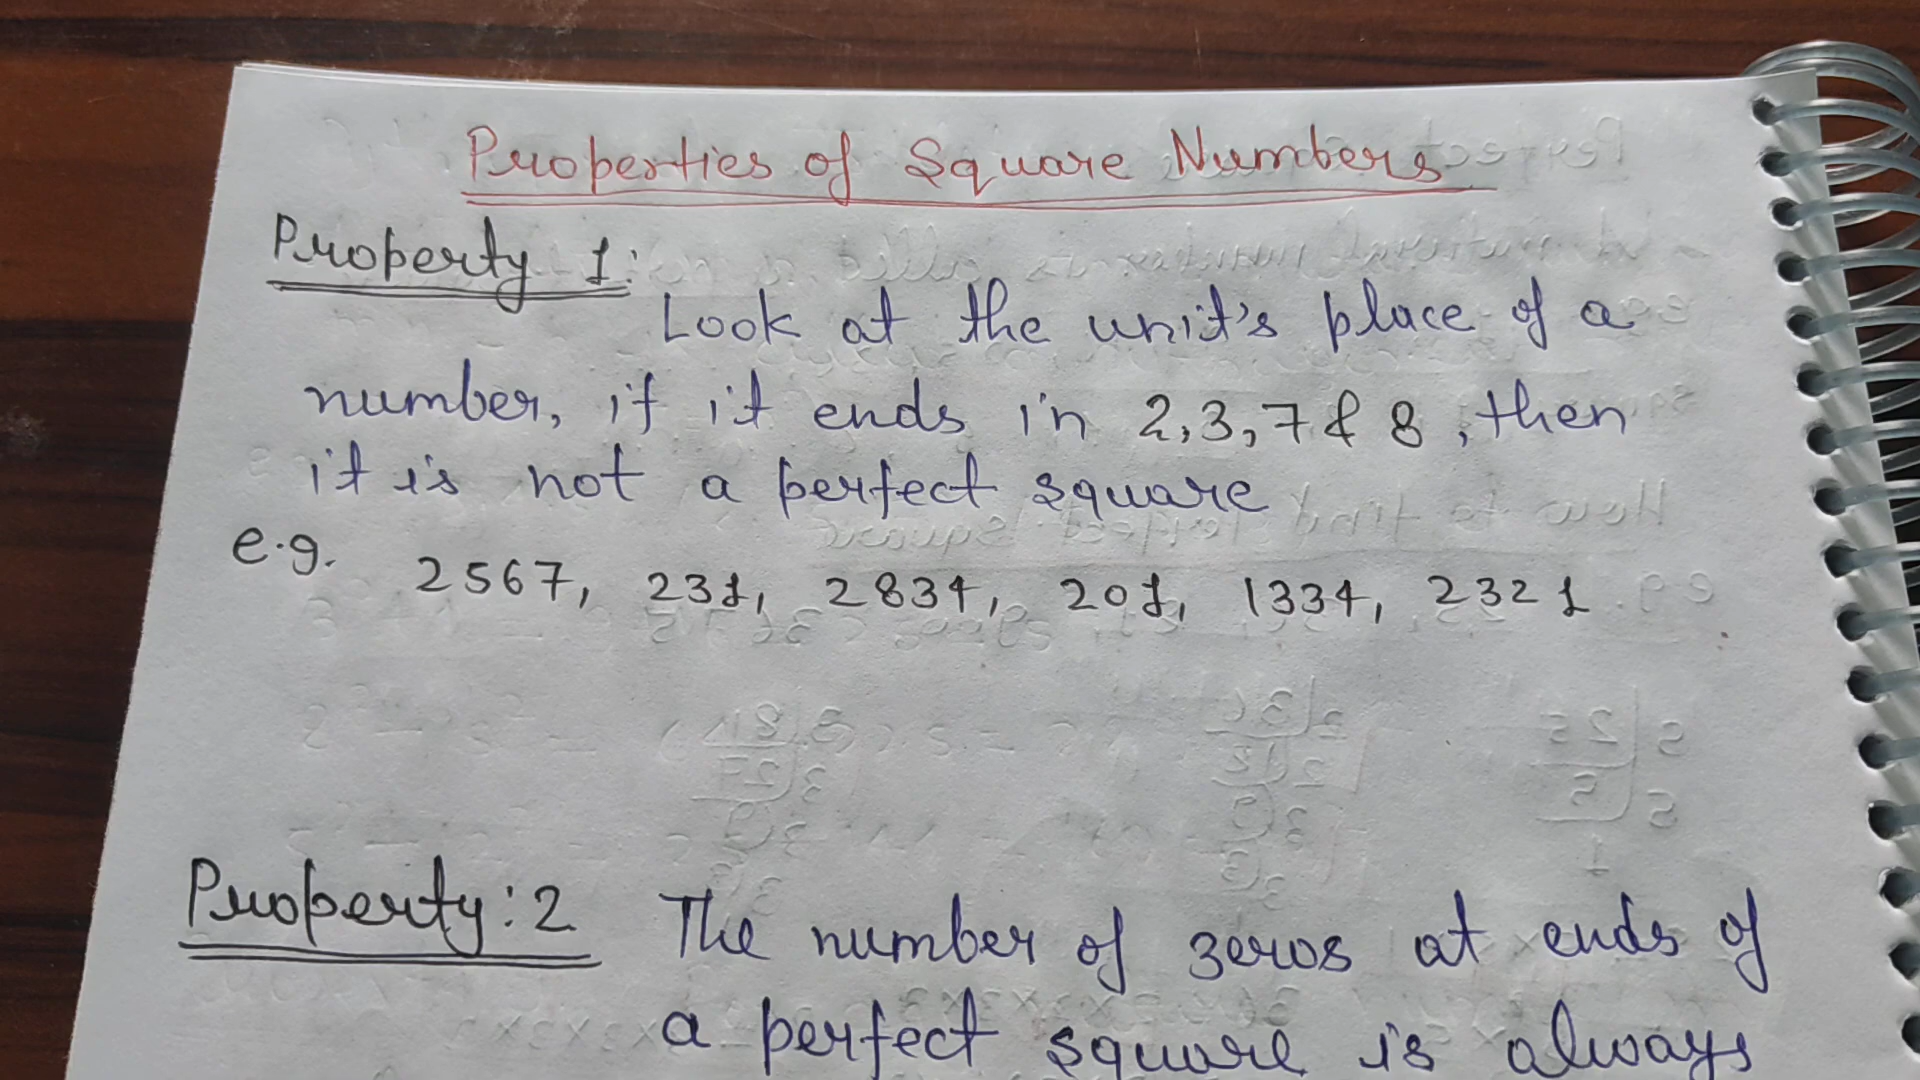 Properties of Square Numbers
Property 1:
Look at the unit's place of a
number, if it ends in 2,3,7 & 8, then
it is not a perfect square
e.g. 2567, 231, 2834, 201, 1334, 2321
Property:2 The number of zeros at ends of
a perfect square is always